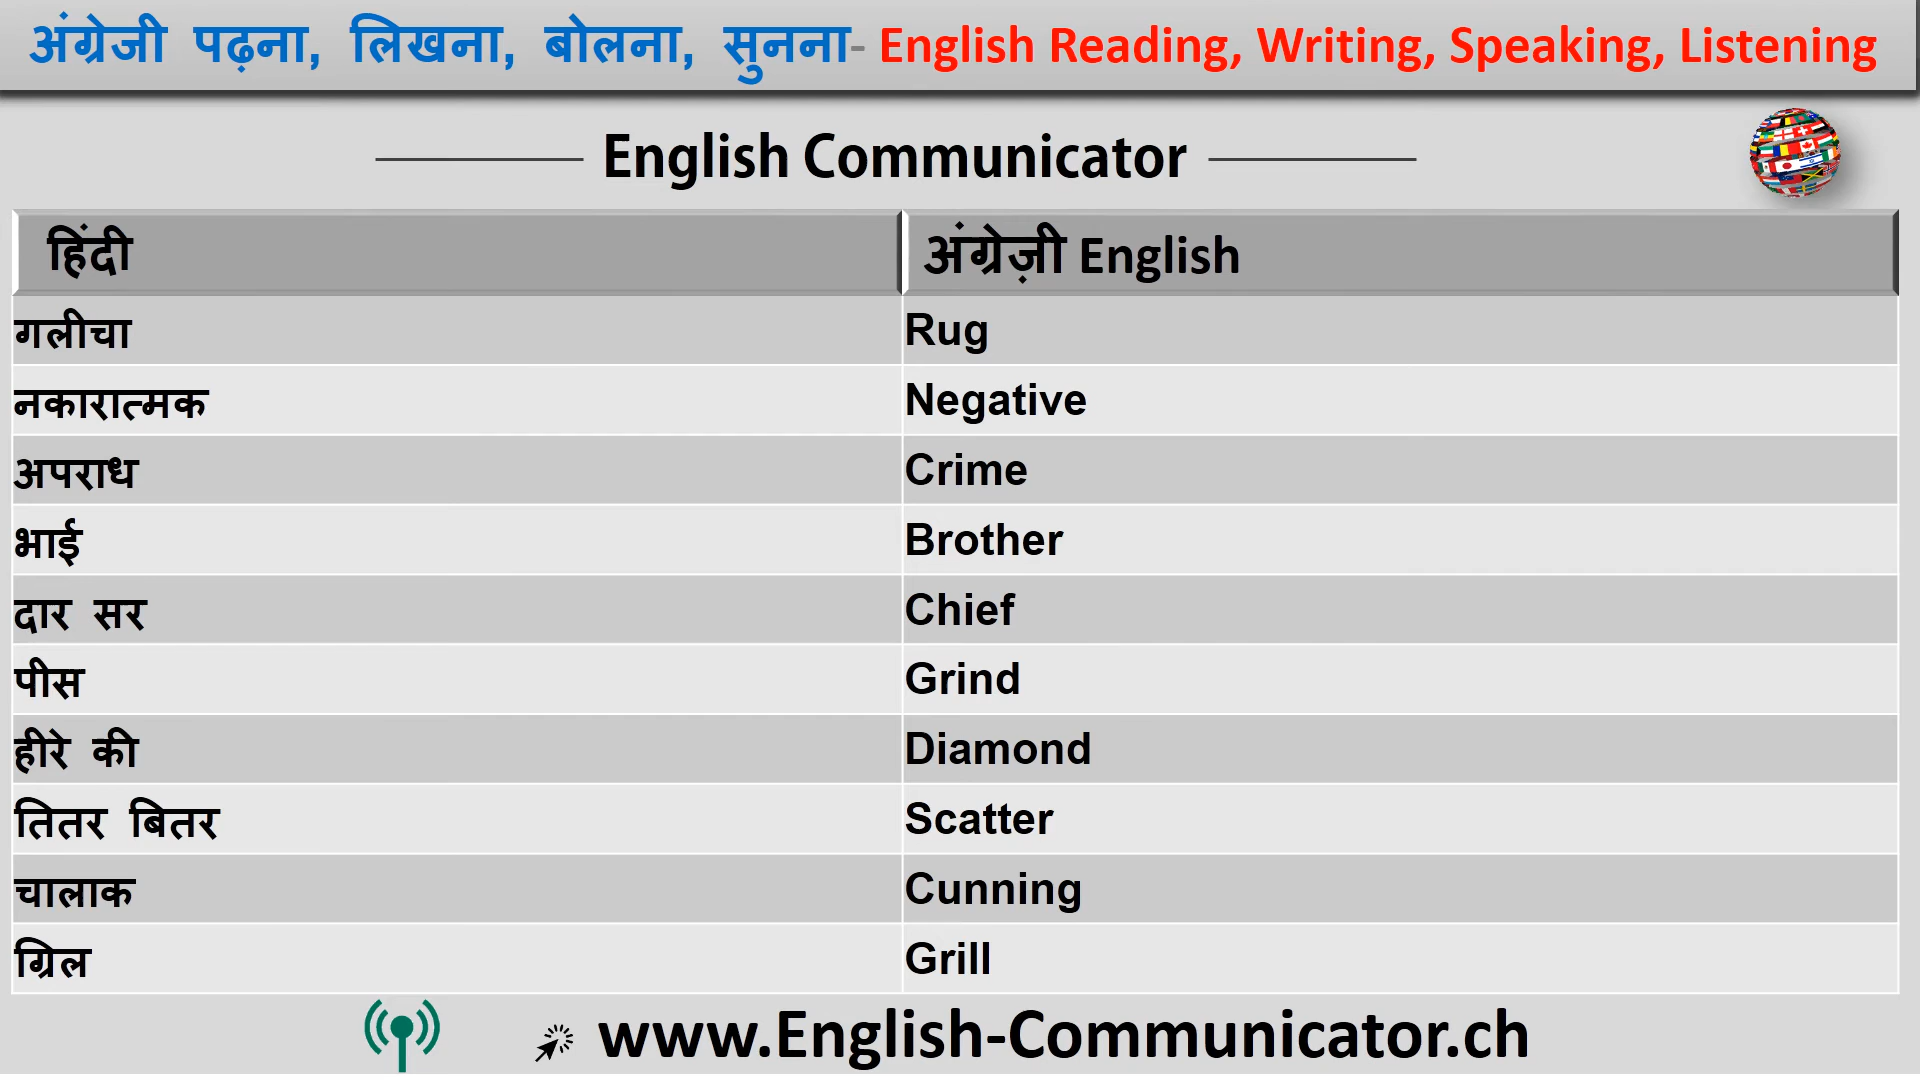 अंग्रेजी पढ़ना, लिखना, बोलना, सुनना- English Reading, Writing, Speaking, Listening
English Communicator
हिंदी अंग्रेज़ी English
गलीचा Rug
नकारात्मक Negative
अपराध Crime
भाई Brother
दार सर Chief
पीस Grind
हीरे की Diamond
तितर बितर Scatter
चालाक Cunning
ग्रिल Grill
www.English-Communicator.ch